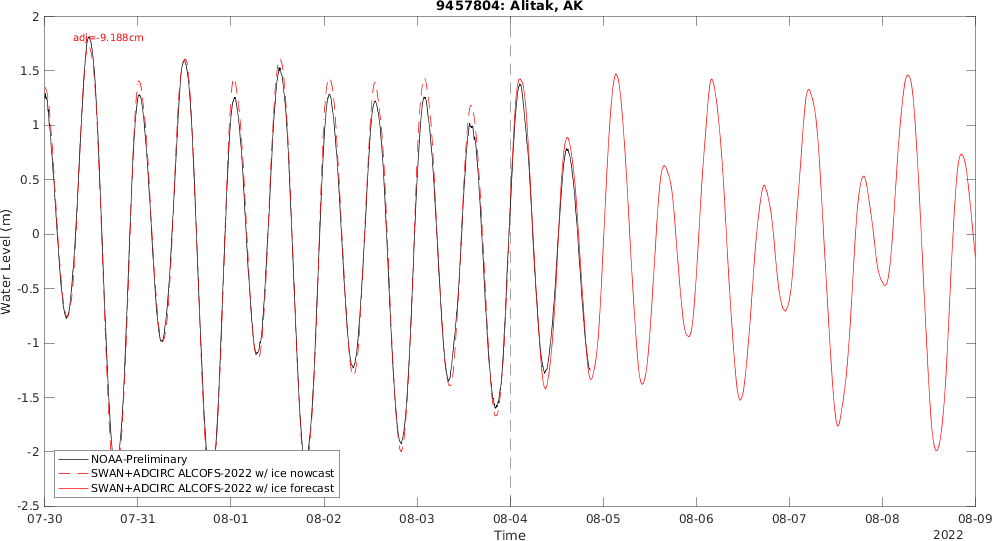 9457804: Alitak, AK
adj=-9.188cm
2
1.5
1
0.5
0
-0.5
-1
-1.5
-2
-2.5
Water Level (m)
NOAA-Preliminary
SWAN+ADCIRC ALCOFS-2022 w/ ice nowcast
SWAN+ADCIRC ALCOFS-2022 w/ ice forecast
07-30 07-31 08-01 08-02 08-03 08-04 08-05 08-06 08-07 08-08 08-09
Time
2022